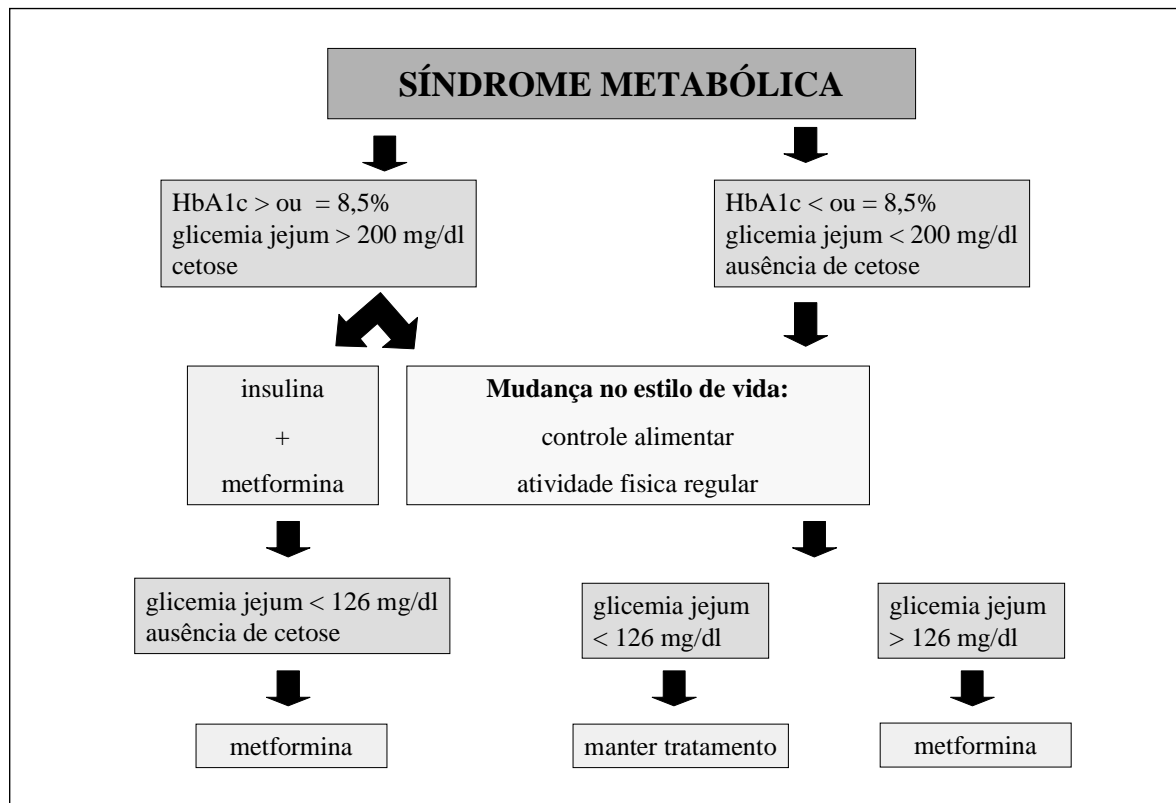 SÍNDROME METABÓLICA
HbA1c > ou = 8,5%
glicemia jejum > 200 mg/dl
cetose
HbA1c < ou = 8,5%
glicemia jejum < 200 mg/dl
ausência de cetose
insulina
+
metformina
Mudança no estilo de vida:
controle alimentar
atividade fisica regular
glicemia jejum < 126 mg/dl
ausência de cetose
glicemia jejum
< 126 mg/dl
glicemia jejum
> 126 mg/dl
metformina
manter tratamento
metformina